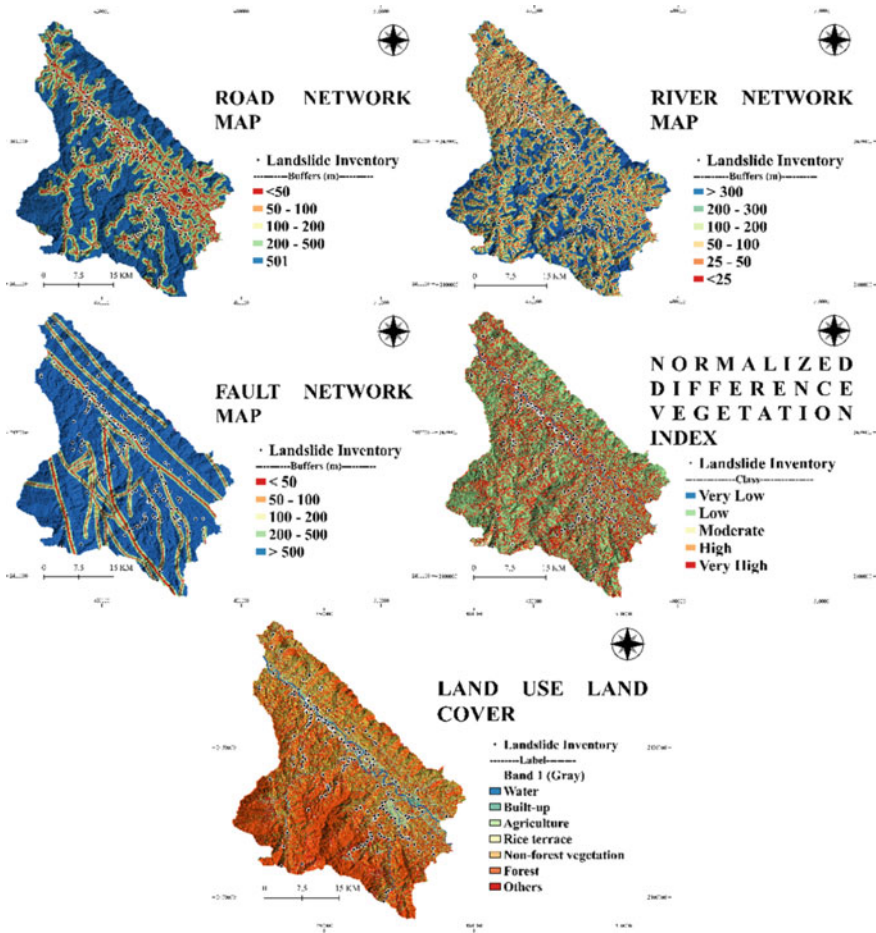 ROAD NETWORK
MAP
Landslide Inventory
Buffers (m)
<50
50 - 100
100 - 200
200 - 500
501
0 7.5 15 KM
RIVER NETWORK
MAP
Landslide Inventory
Buffers (m)
> 300
200 - 300
100 - 200
50 - 100
25 - 50
<25
0 7.5 15 KM
FAULT NETWORK
MAP
Landslide Inventory
Buffers (m)
< 50
50 - 100
100 - 200
200 - 500
> 500
0 7.5 15 KM
NORMALIZED
DIFFERENCE
VEGETATION
INDEX
Landslide Inventory
Class
Very Low
Low
Moderate
High
Very High
0 7.5 15 KM
LAND USE LAND
COVER
Landslide Inventory
Label
Band 1 (Gray)
Water
Built-up
Agriculture
Rice terrace
Non-forest vegetation
Forest
Others
0 7.5 15 KM